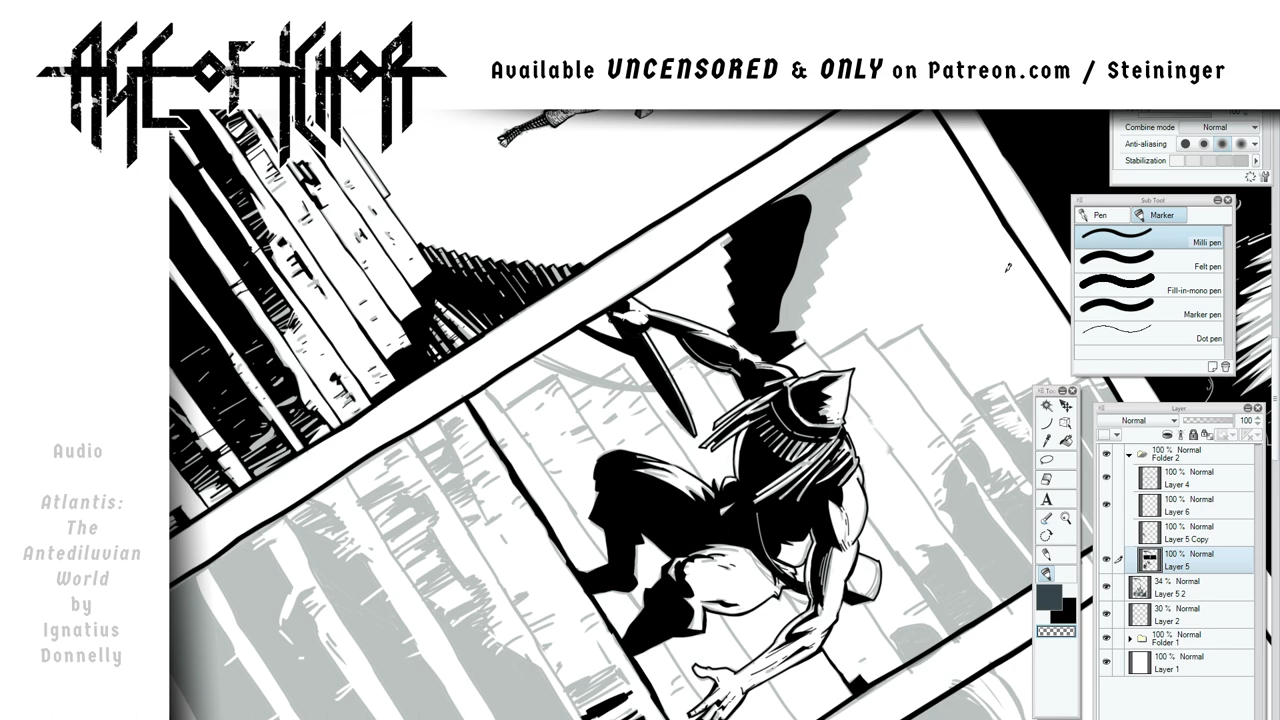 AGE OF ICHOR
Available UNCENSORED & ONLY on Patreon.com / Steininger
Combine mode Normal
Anti-aliasing
Stabilization
Sub Tool
Pen Marker
Milli pen
Felt pen
Fill-in-mono pen
Marker pen
Dot pen
Layer
Normal 100
100 % Normal
Folder 2
100 % Normal
Layer 4
100 % Normal
Layer 6
100 % Normal
Layer 5 Copy
100 % Normal
Layer 5
34 % Normal
Layer 5 2
30 % Normal
Layer 2
100 % Normal
Folder 1
100 % Normal
Layer 1
A
Audio
Atlantis:
The
Antediluvian
World
by
Ignatius
Donnelly